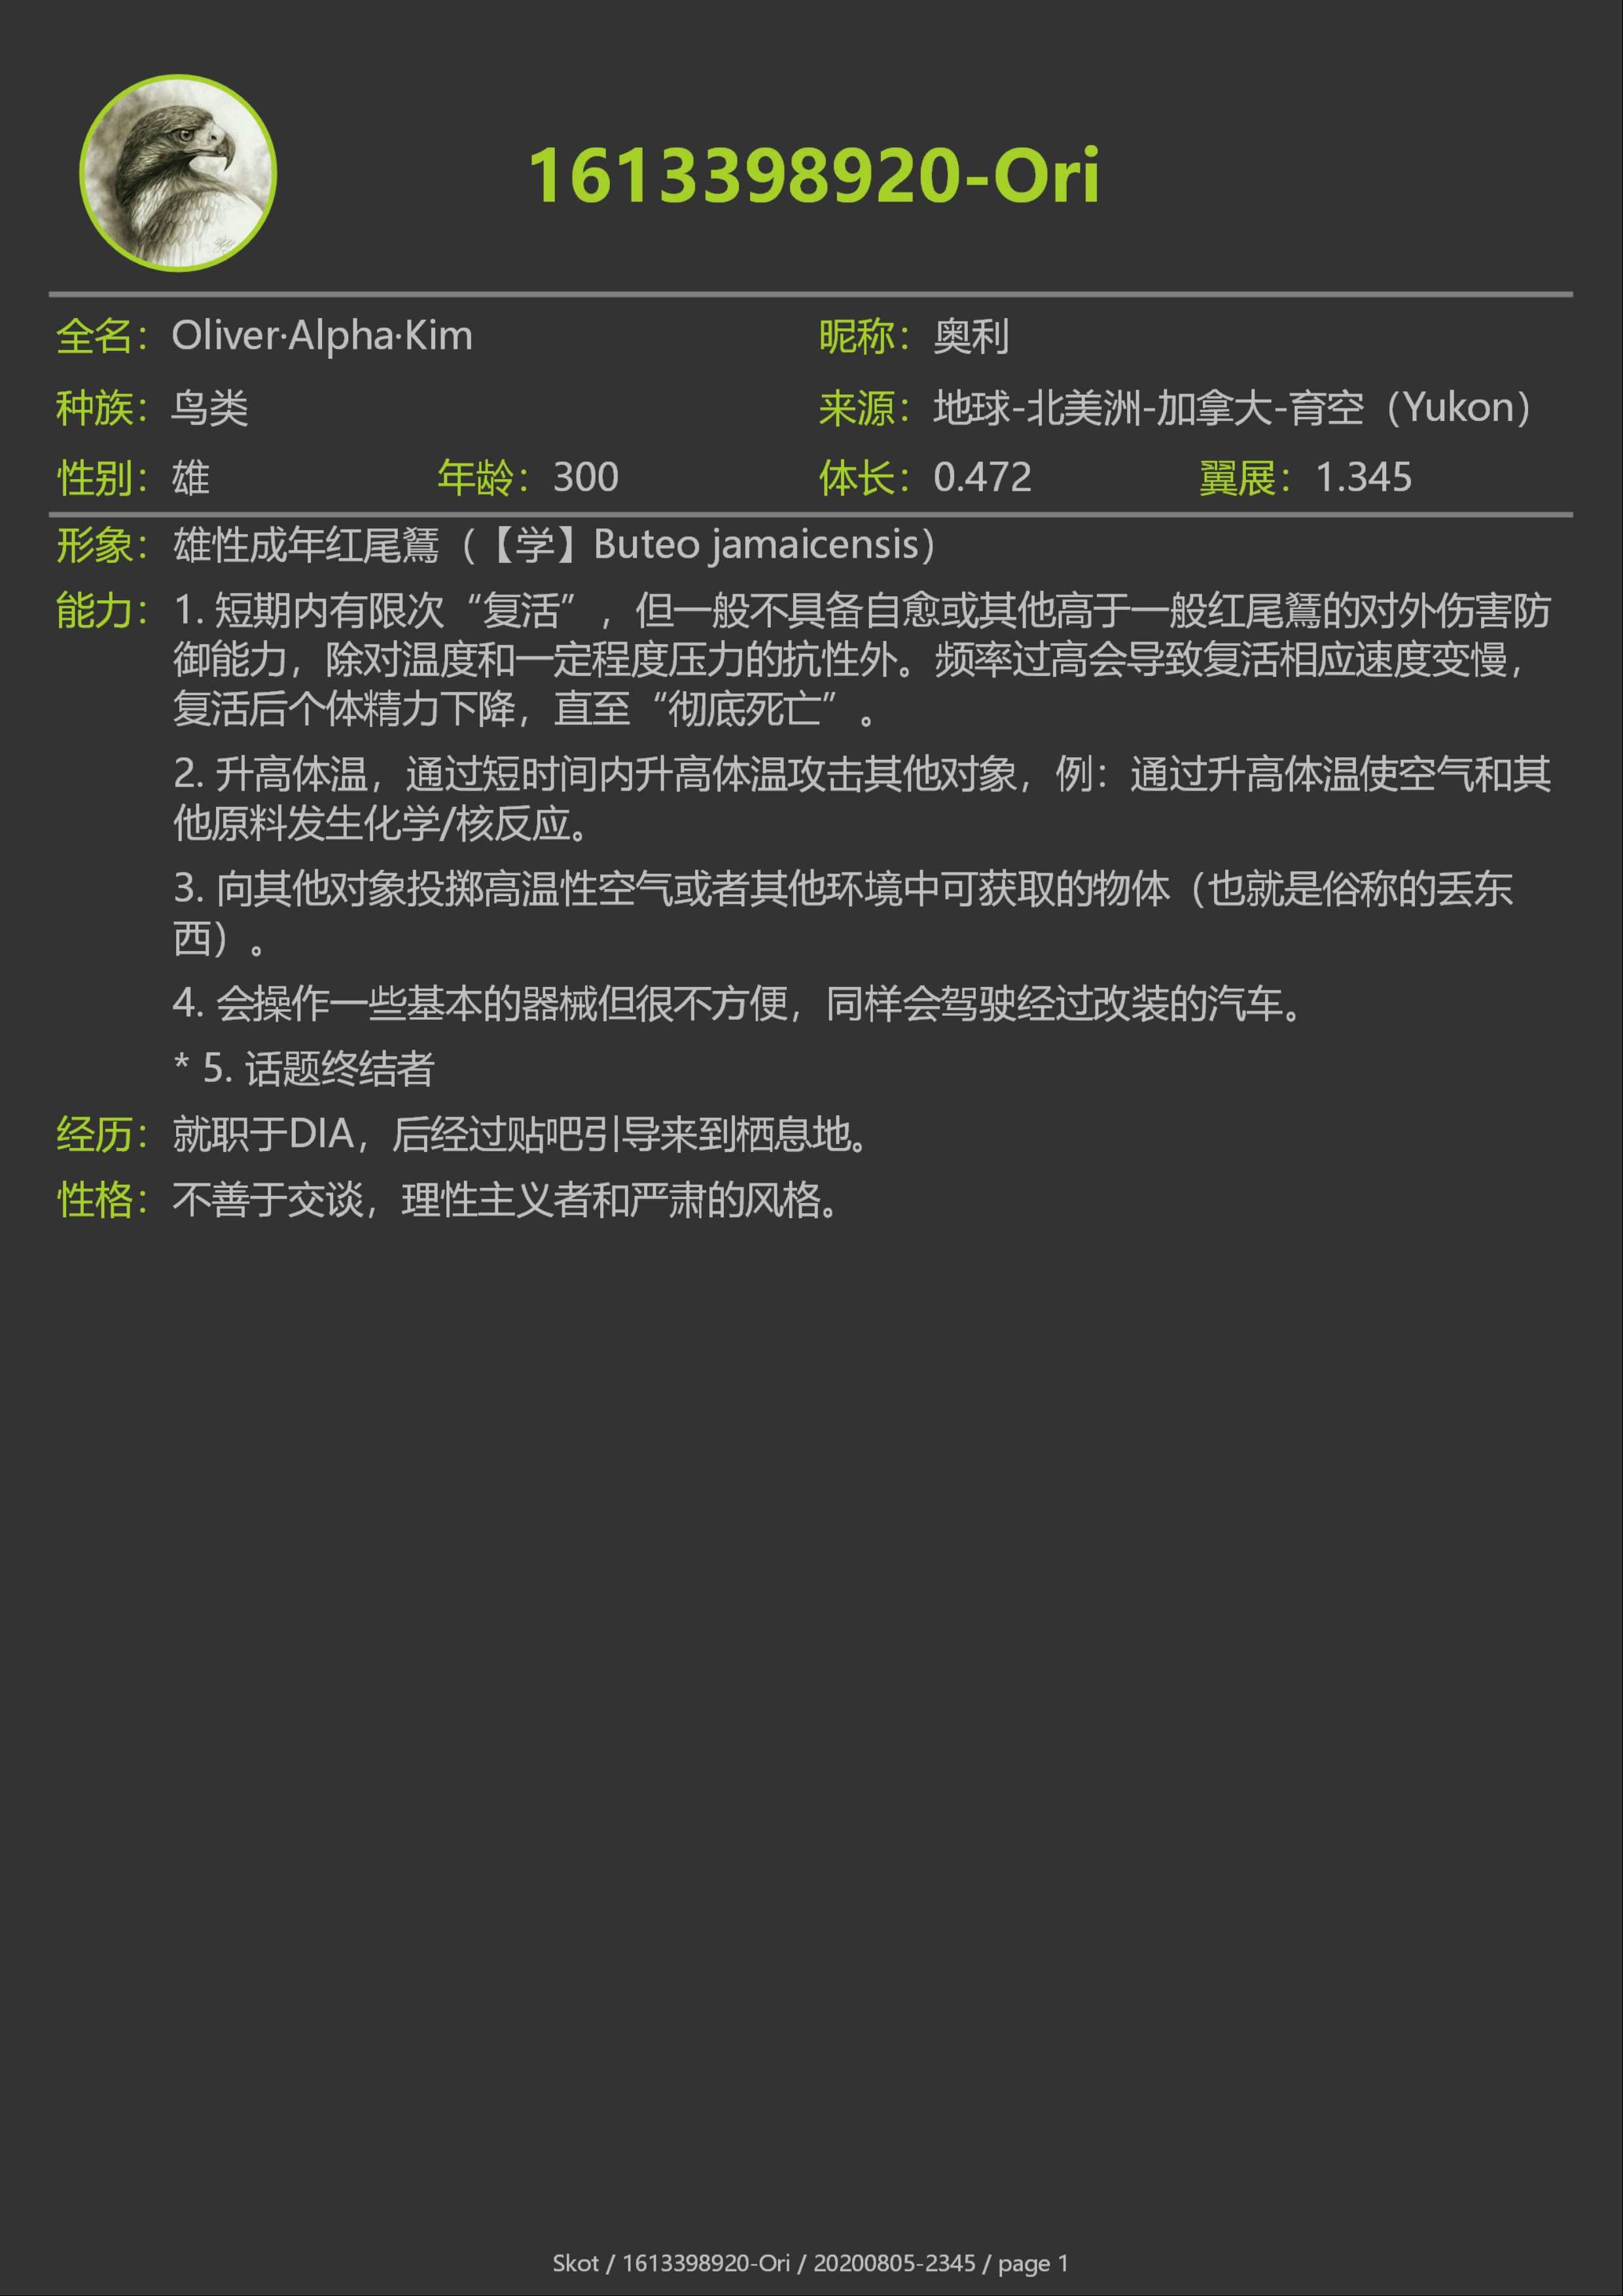 1613398920-Ori
全名：Oliver·Alpha·Kim 昵称：奥利
种族：鸟类 来源：地球-北美洲-加拿大-育空（Yukon）
性别：雄 年龄：300 体长：0.472 翼展：1.345
形象：雄性成年红尾鵟（【学】Buteo jamaicensis）
能力：1. 短期内有限次“复活”，但一般不具备自愈或其他高于一般红尾鵟的对外伤害防
御能力，除对温度和一定程度压力的抗性外。频率过高会导致复活相应速度变慢，
复活后个体精力下降，直至“彻底死亡”。
2. 升高体温，通过短时间内升高体温攻击其他对象，例：通过升高体温使空气和其
他原料发生化学/核反应。
3. 向其他对象投掷高温性空气或者其他环境中可获取的物体（也就是俗称的丢东
西）。
4. 会操作一些基本的器械但很不方便，同样会驾驶经过改装的汽车。
* 5. 话题终结者
经历：就职于DIA，后经过贴吧引导来到栖息地。
性格：不善于交谈，理性主义者和严肃的风格。
Skot / 1613398920-Ori / 20200805-2345 / page 1